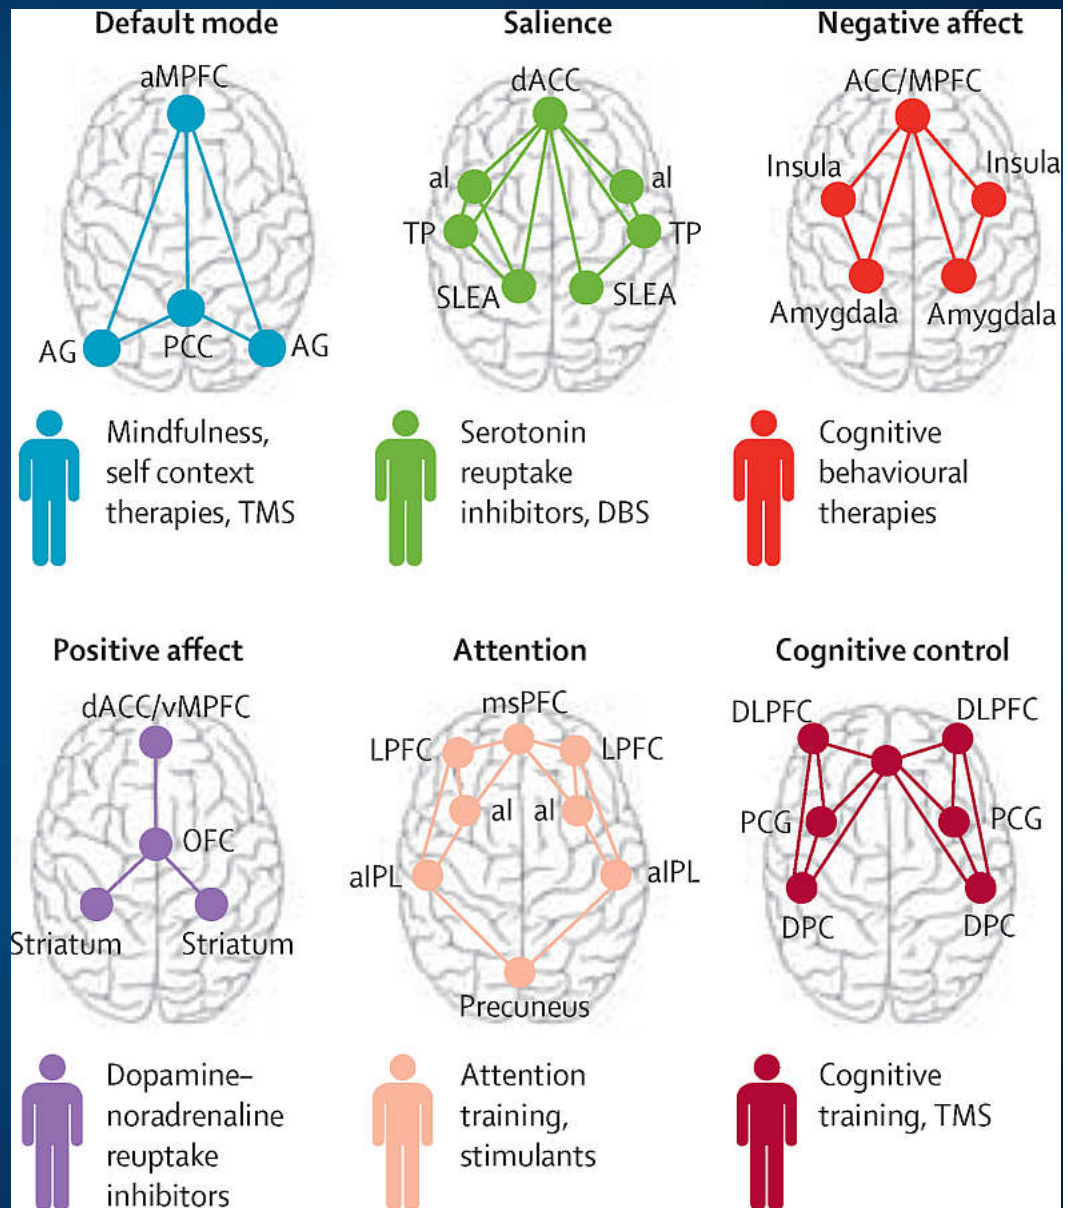 Default mode
aMPFC
AG
PCC
AG
Mindfulness,
self context
therapies, TMS
Salience
dACC
aI
aI
TP
TP
SLEA
SLEA
Serotonin
reuptake
inhibitors, DBS
Negative affect
ACC/MPFC
Insula
Insula
Amygdala
Amygdala
Cognitive
behavioural
therapies
Positive affect
dACC/vMPFC
OFC
Striatum
Striatum
Dopamine–
noradrenaline
reuptake
inhibitors
Attention
msPFC
LPFC
LPFC
aI
aI
aIPL
aIPL
Precuneus
Attention
training,
stimulants
Cognitive control
DLPFC
DLPFC
PCG
PCG
DPC
DPC
Cognitive
training, TMS